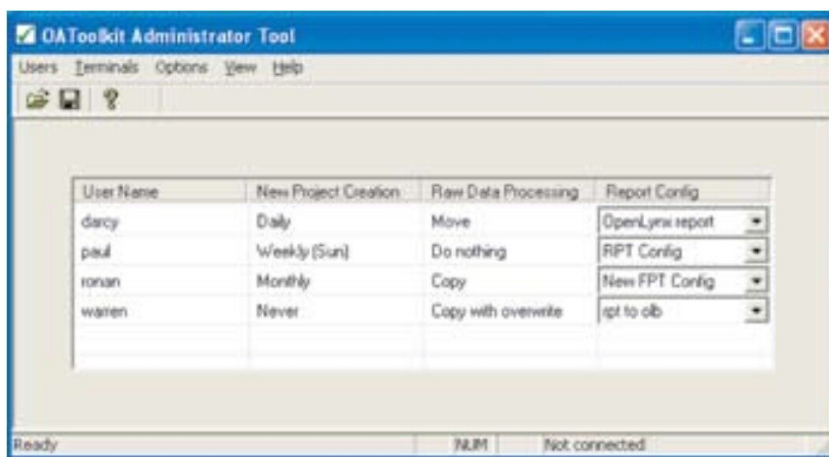 OAToolkit Administrator Tool
Users Terminals Options View Help
User Name New Project Creation Raw Data Processing Report Config
darcy Daily Move OpenLynx report
paul Weekly (Sun) Do nothing RPT Config
ronan Monthly Copy New FPT Config
warren Never Copy with overwrite rpt to olb
Ready NUM Not connected